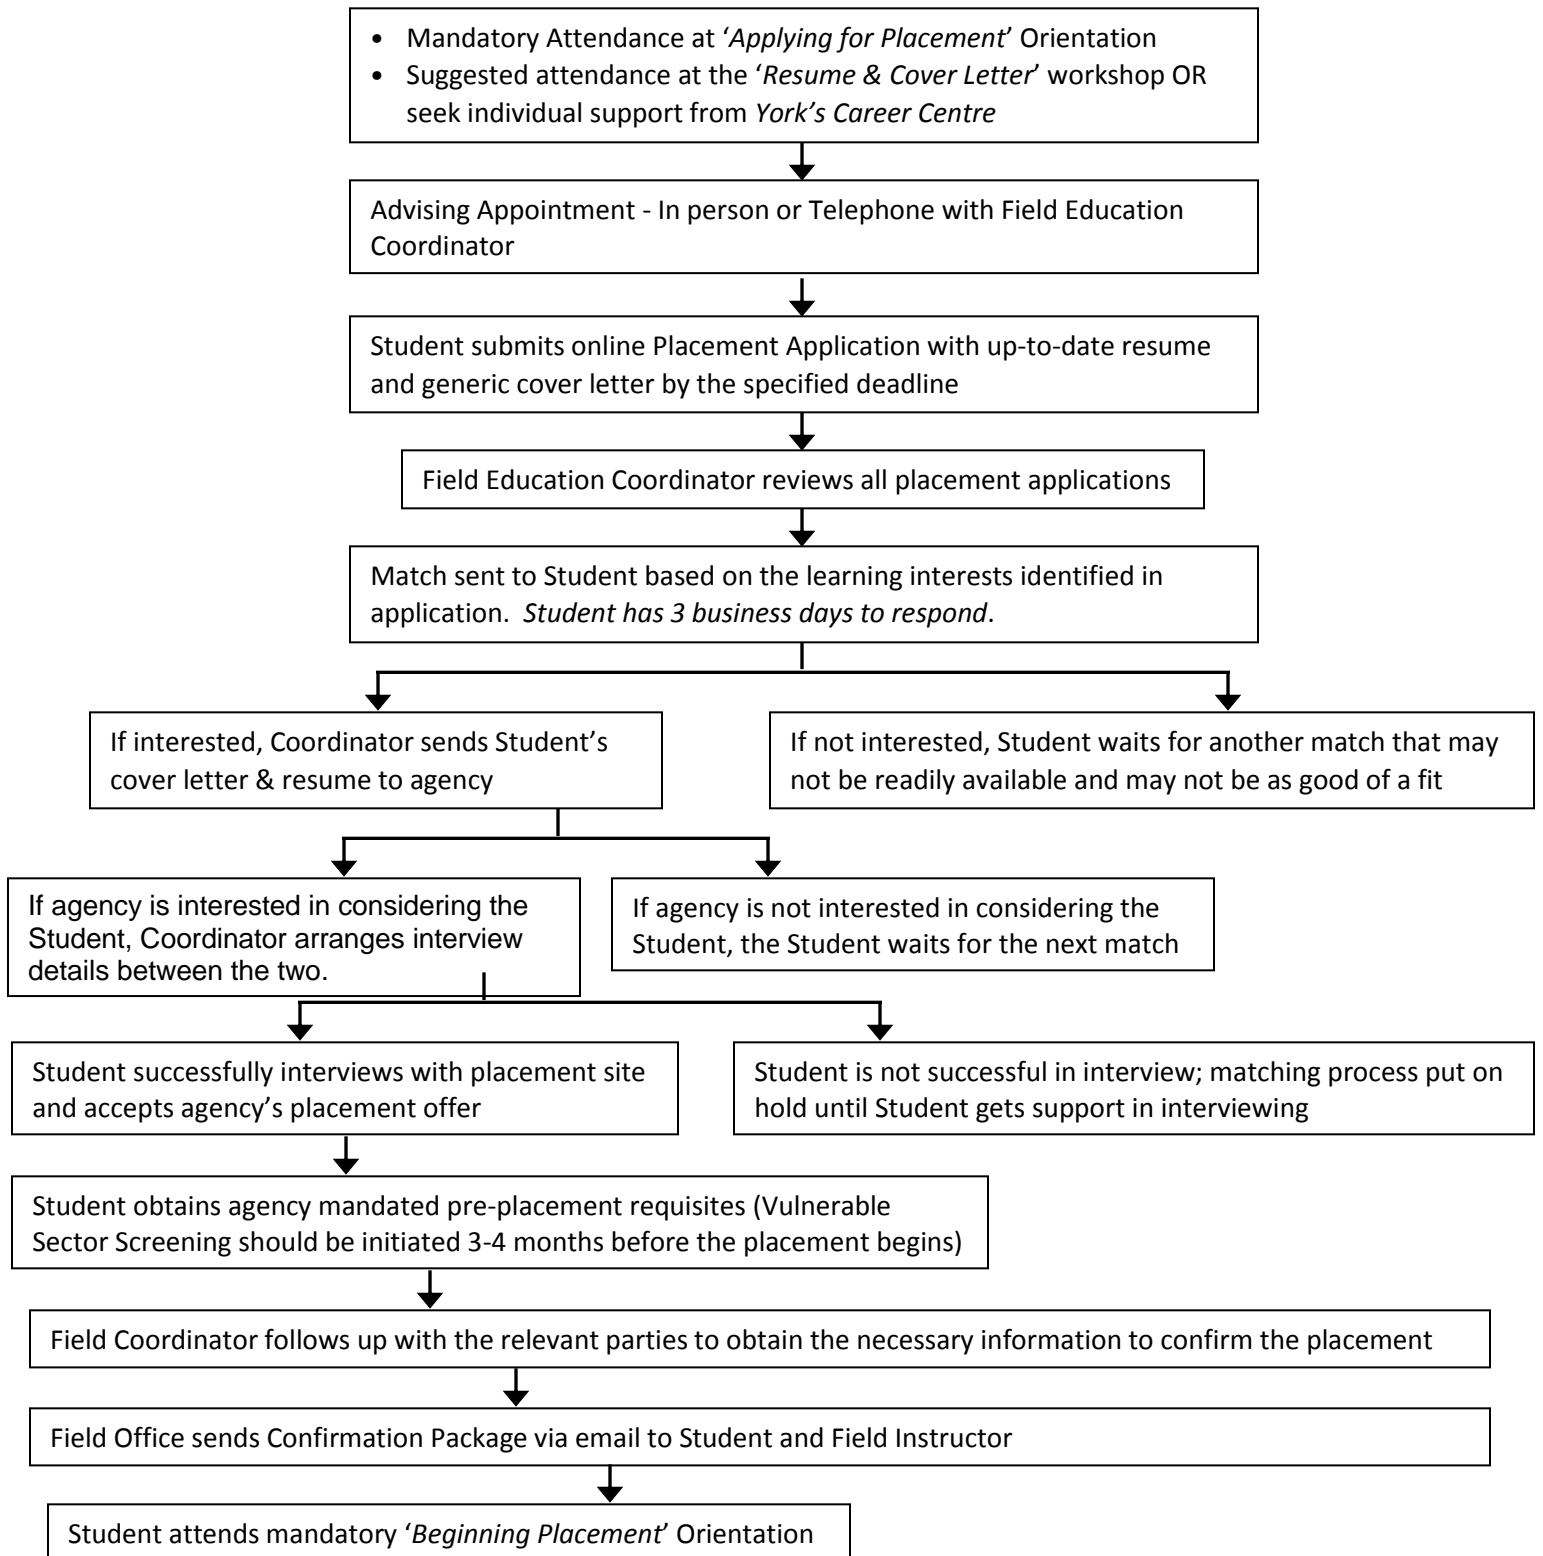 • Mandatory Attendance at ‘Applying for Placement’ Orientation
• Suggested attendance at the ‘Resume & Cover Letter’ workshop OR
seek individual support from York’s Career Centre
Advising Appointment - In person or Telephone with Field Education
Coordinator
Student submits online Placement Application with up-to-date resume
and generic cover letter by the specified deadline
Field Education Coordinator reviews all placement applications
Match sent to Student based on the learning interests identified in
application.  Student has 3 business days to respond.
If interested, Coordinator sends Student’s
cover letter & resume to agency
If not interested, Student waits for another match that may
not be readily available and may not be as good of a fit
If agency is interested in considering the
Student, Coordinator arranges interview
details between the two.
If agency is not interested in considering the
Student, the Student waits for the next match
Student successfully interviews with placement site
and accepts agency’s placement offer
Student is not successful in interview; matching process put on
hold until Student gets support in interviewing
Student obtains agency mandated pre-placement requisites (Vulnerable
Sector Screening should be initiated 3-4 months before the placement begins)
Field Coordinator follows up with the relevant parties to obtain the necessary information to confirm the placement
Field Office sends Confirmation Package via email to Student and Field Instructor
Student attends mandatory ‘Beginning Placement’ Orientation